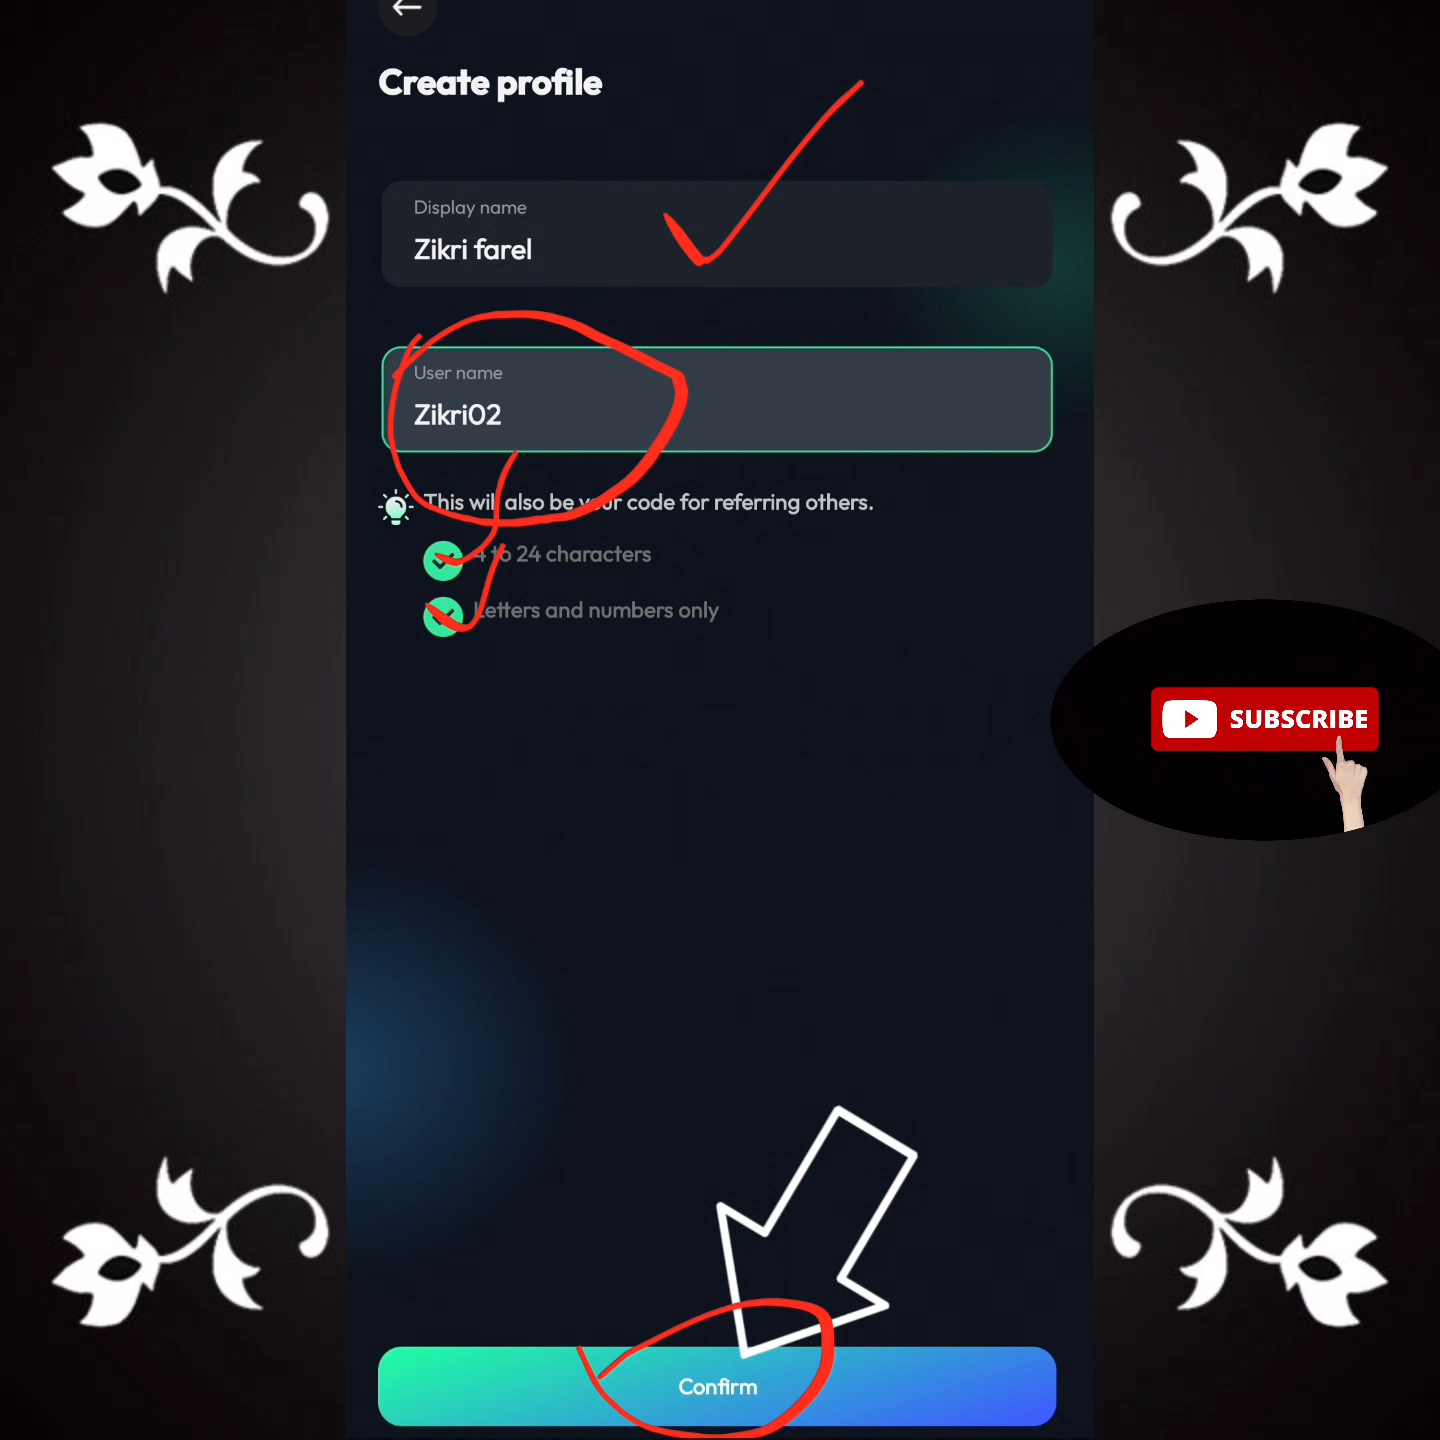 Create profile
Display name
Zikri farel
User name
Zikri02
This will also be your code for referring others.
4 to 24 characters
Letters and numbers only
SUBSCRIBE
Confirm